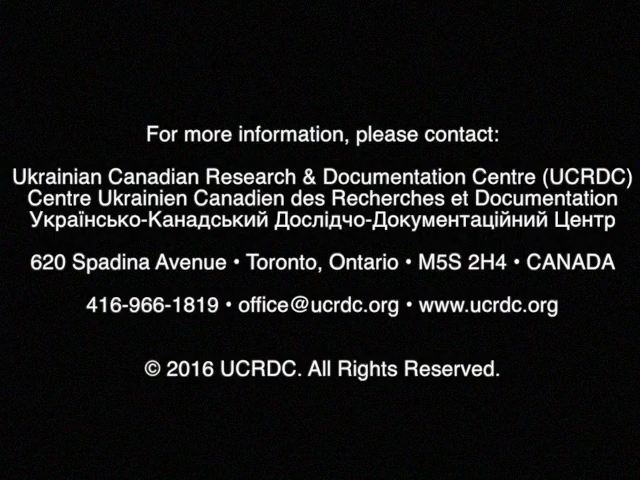 For more information, please contact:
Ukrainian Canadian Research & Documentation Centre (UCRDC)
Centre Ukrainien Canadien des Recherches et Documentation
Українсько-Канадський Дослідчо-Документаційний Центр
620 Spadina Avenue • Toronto, Ontario • M5S 2H4 • CANADA
416-966-1819 • office@ucrdc.org • www.ucrdc.org
© 2016 UCRDC. All Rights Reserved.